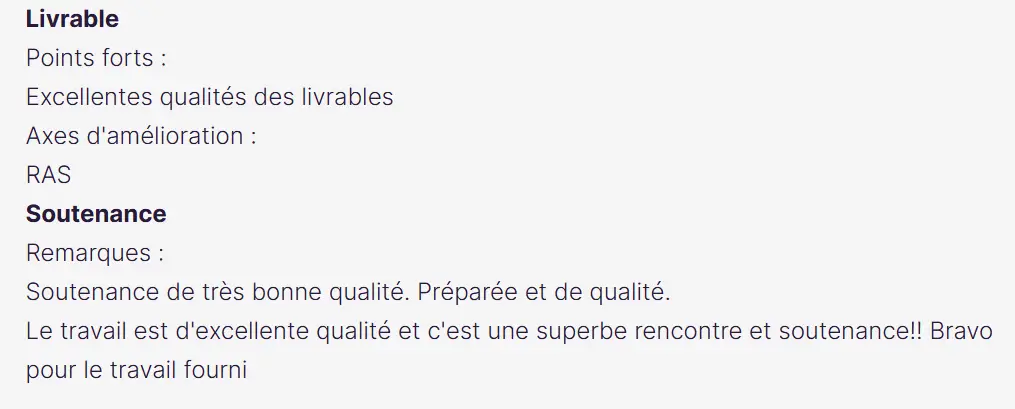 Livrable
Points forts :
Excellentes qualités des livrables
Axes d'amélioration :
RAS
Soutenance
Remarques :
Soutenance de très bonne qualité. Préparée et de qualité.
Le travail est d'excellente qualité et c'est une superbe rencontre et soutenance!! Bravo
pour le travail fourni